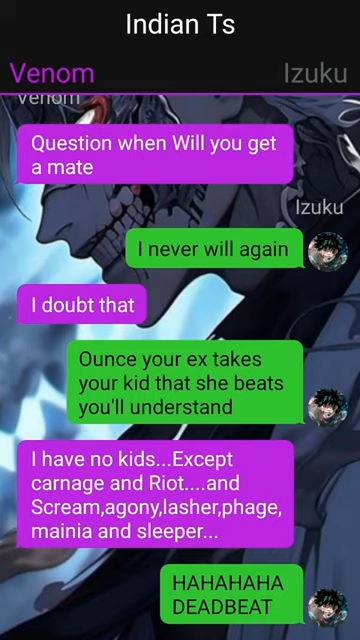 Indian Ts
Venom
Izuku
Venom
Question when Will you get
a mate
Izuku
I never will again
I doubt that
Ounce your ex takes
your kid that she beats
you'll understand
I have no kids...Except
carnage and Riot....and
Scream,agony,lasher,phage,
mainia and sleeper...
HAHAHAHA
DEADBEAT